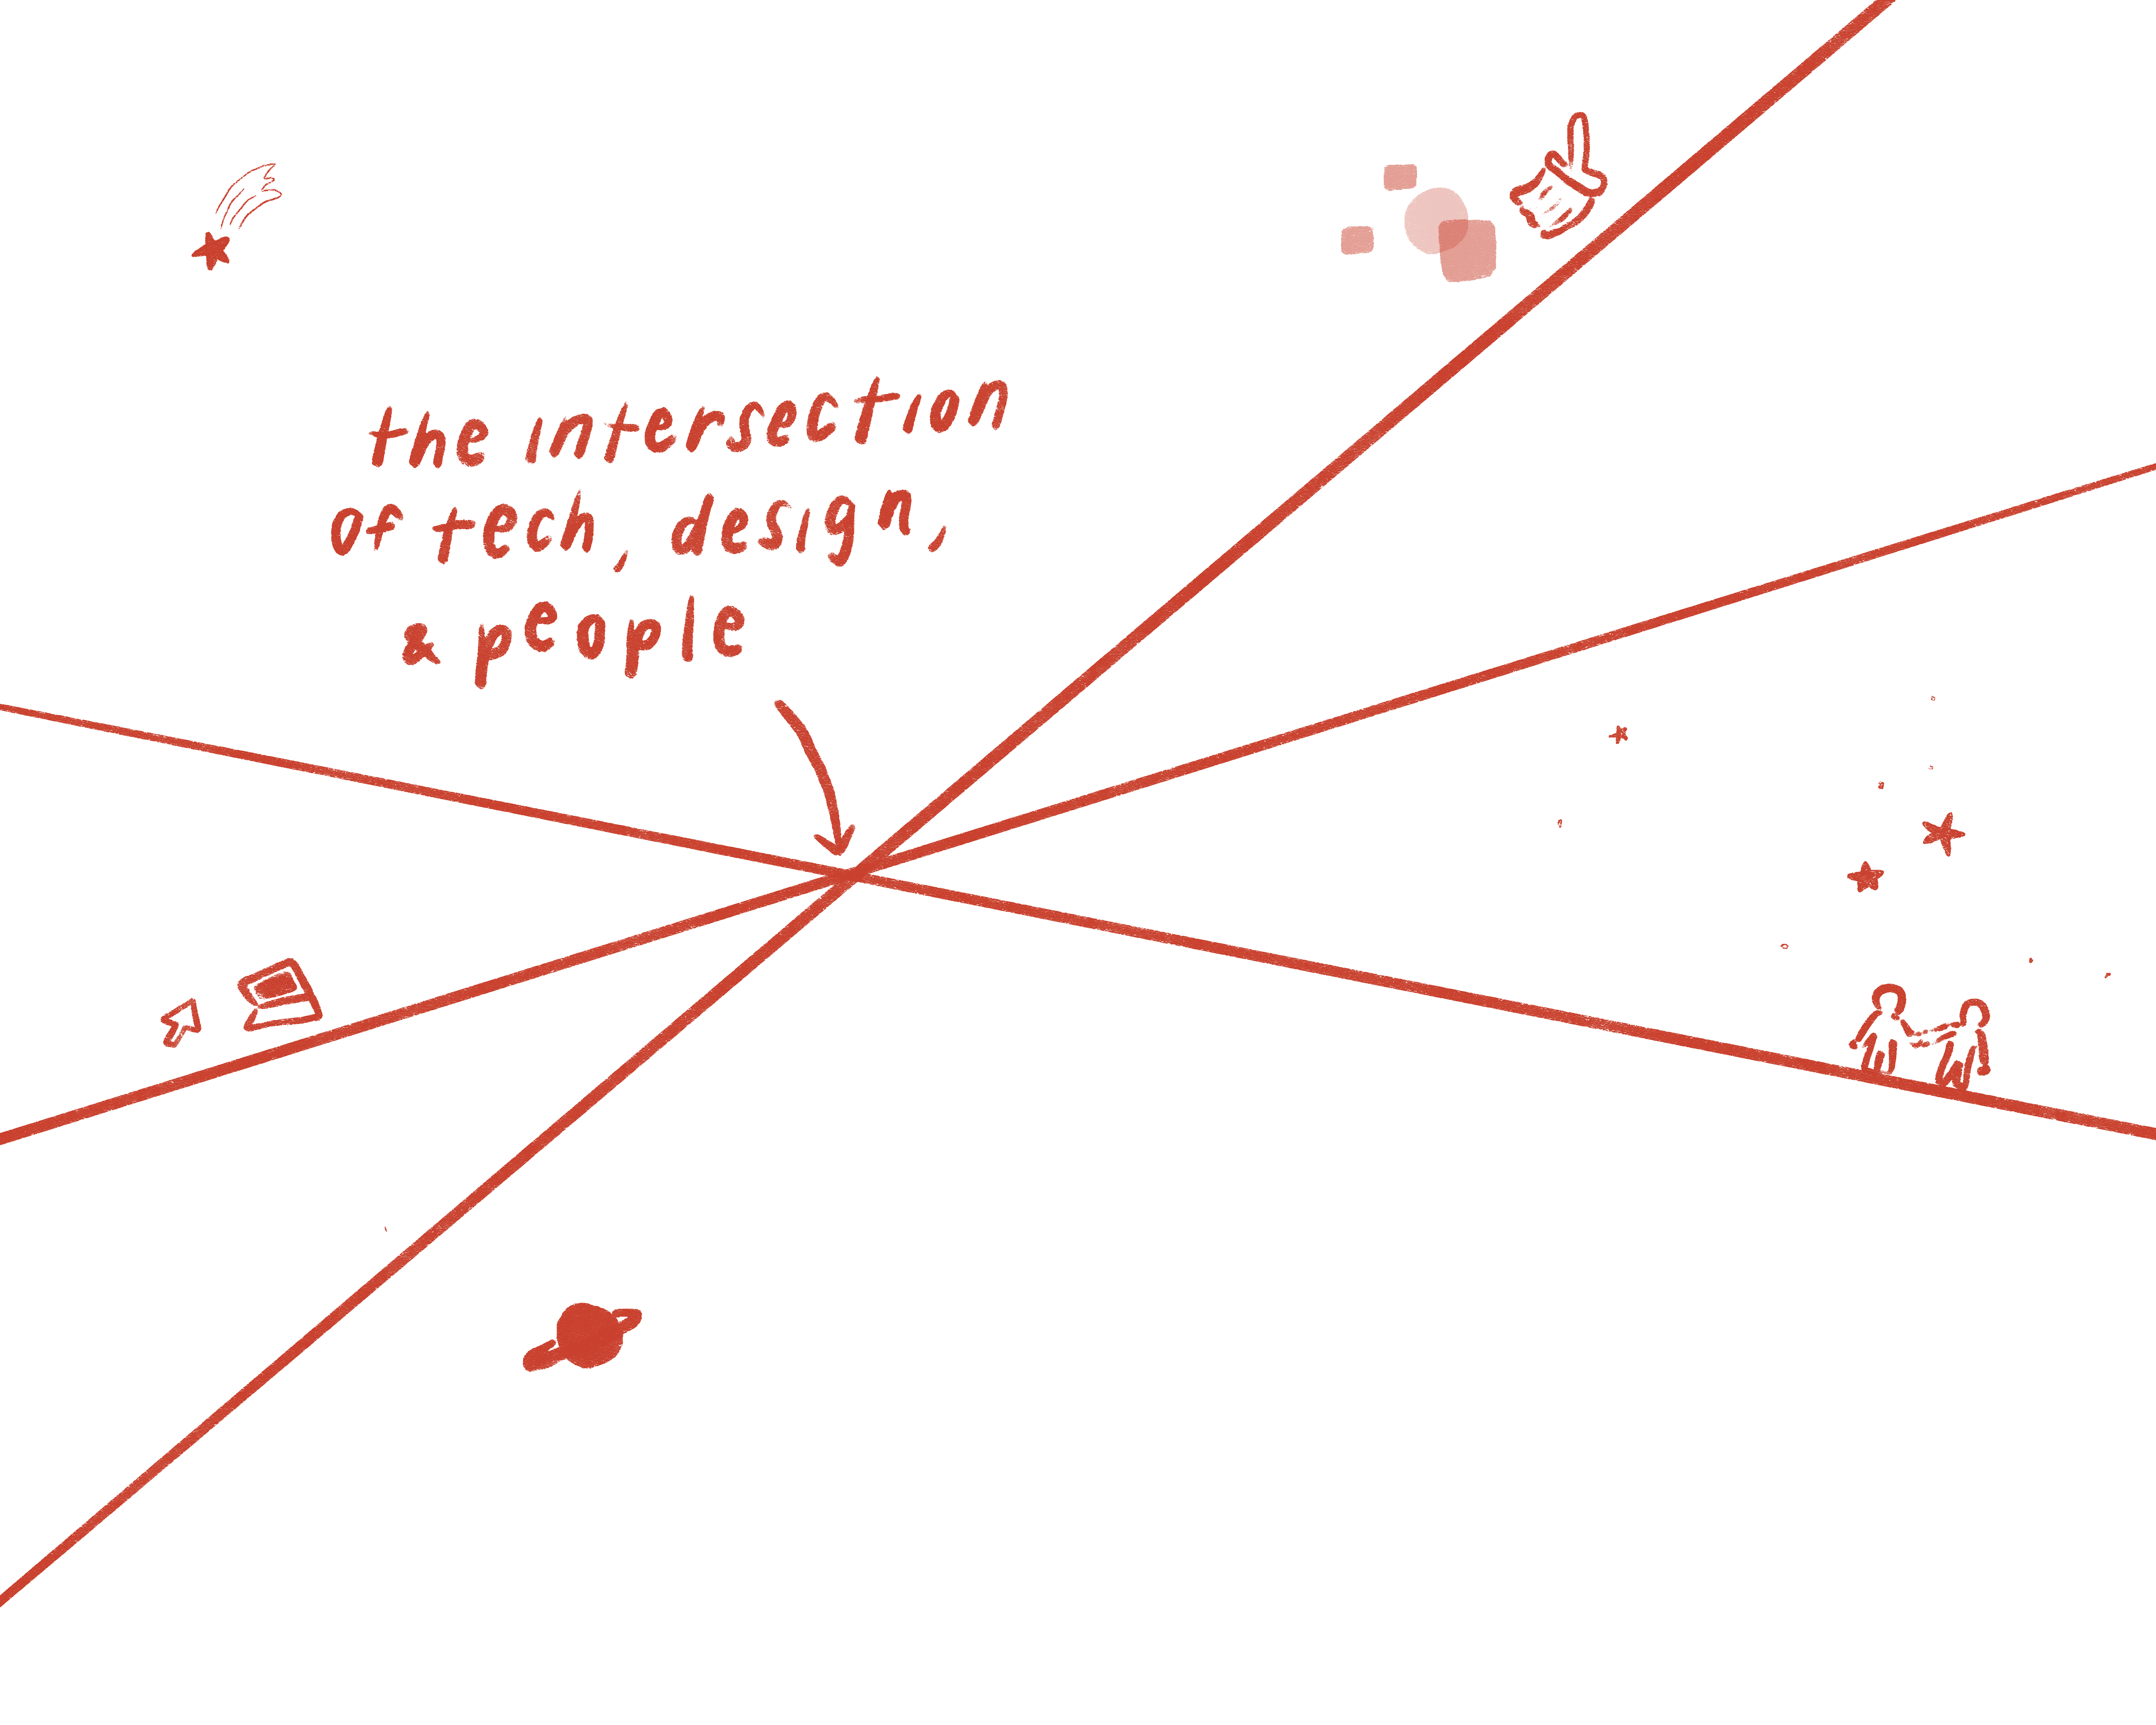 the intersection
of tech, design,
& people